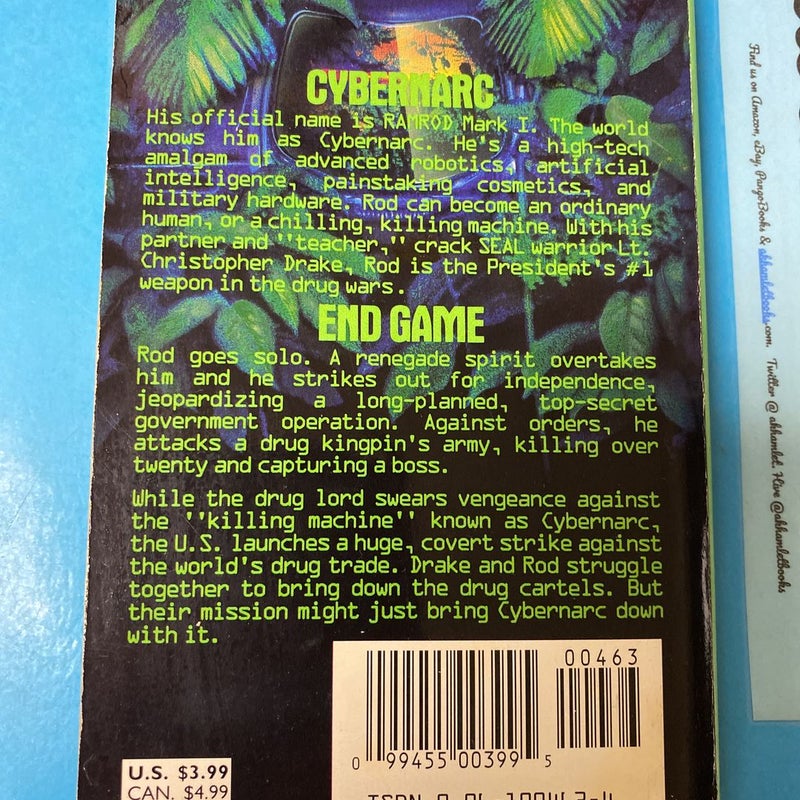 CYBERNARC
His official name is RAMROD Mark I. The world
knows him as Cybernarc. He's a high-tech
amalgam of advanced robotics, artificial
intelligence, painstaking cosmetics, and
military hardware. Rod can become an ordinary
human, or a chilling, killing machine. With his
partner and "teacher," crack SEAL warrior Lt.
Christopher Drake, Rod is the President's #1
weapon in the drug wars.
END GAME
Rod goes solo. A renegade spirit overtakes
him and he strikes out for independence,
jeopardizing a long-planned, top-secret
government operation. Against orders, he
attacks a drug kingpin's army, killing over
twenty and capturing a boss.
While the drug lord swears vengeance against
the "killing machine" known as Cybernarc,
the U.S. launches a huge, covert strike against
the world's drug trade. Drake and Rod struggle
together to bring down the drug cartels. But
their mission might just bring Cybernarc down
with it.
00463
0 99455 00399 5
U.S. $3.99
CAN. $4.99
Find us on Amazon, eBay, PangoBooks & akhamletbooks.com. Twitter @ akhamlet, Hive @akhamletbooks